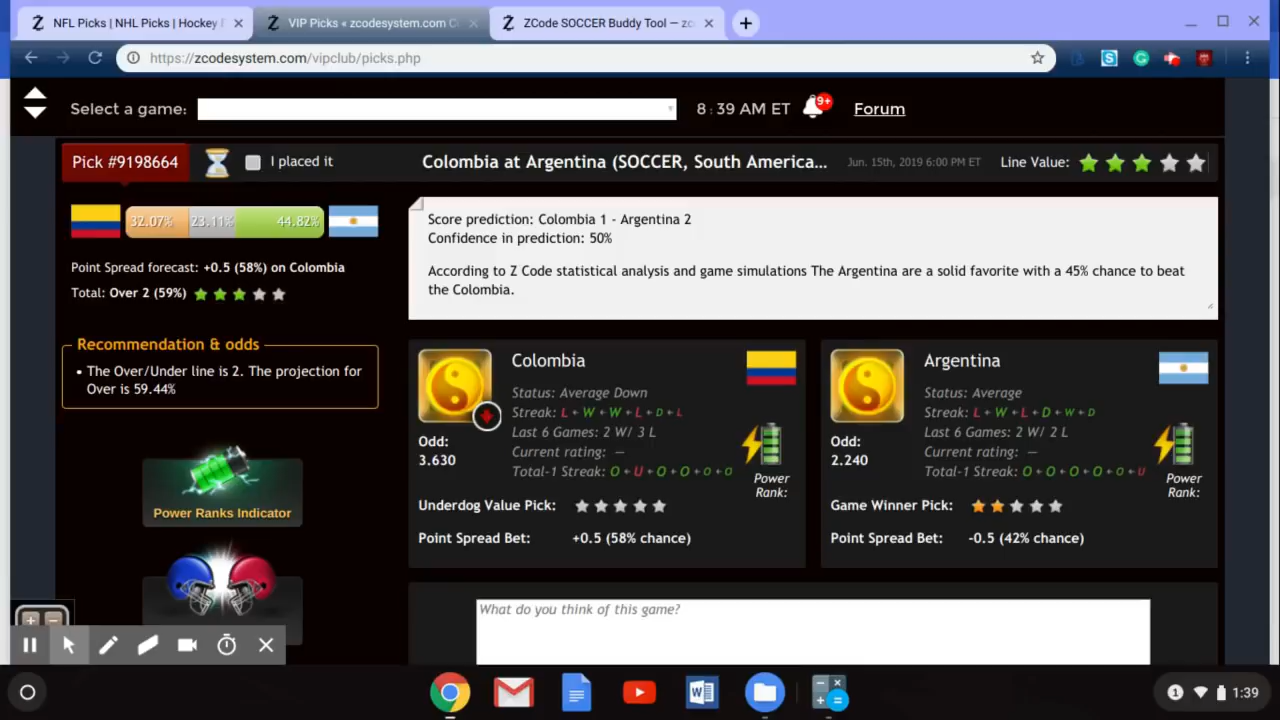 NFL Picks | NHL Picks | Hockey
VIP Picks « zcodesystem.com
ZCode SOCCER Buddy Tool — zc
https://zcodesystem.com/vipclub/picks.php
Select a game:
8 : 39 AM ET
9+
Forum
Pick #9198664
I placed it
Colombia at Argentina (SOCCER, South America...
Jun. 15th, 2019 6:00 PM ET
Line Value:
32.07% 23.11% 44.82%
Score prediction: Colombia 1 - Argentina 2
Confidence in prediction: 50%
According to Z Code statistical analysis and game simulations The Argentina are a solid favorite with a 45% chance to beat
the Colombia.
Point Spread forecast: +0.5 (58%) on Colombia
Total: Over 2 (59%)
Recommendation & odds
• The Over/Under line is 2. The projection for
Over is 59.44%
Power Ranks Indicator
Colombia
Status: Average Down
Streak: L W W L D L
Last 6 Games: 2 W/ 3 L
Current rating: —
Total-1 Streak: O U O O O O
Odd:
3.630
Power
Rank:
Underdog Value Pick:
Point Spread Bet: +0.5 (58% chance)
Argentina
Status: Average
Streak: L W L D W D
Last 6 Games: 2 W/ 2 L
Current rating: —
Total-1 Streak: O O O O O U
Odd:
2.240
Power
Rank:
Game Winner Pick:
Point Spread Bet: -0.5 (42% chance)
What do you think of this game?
1 1:39